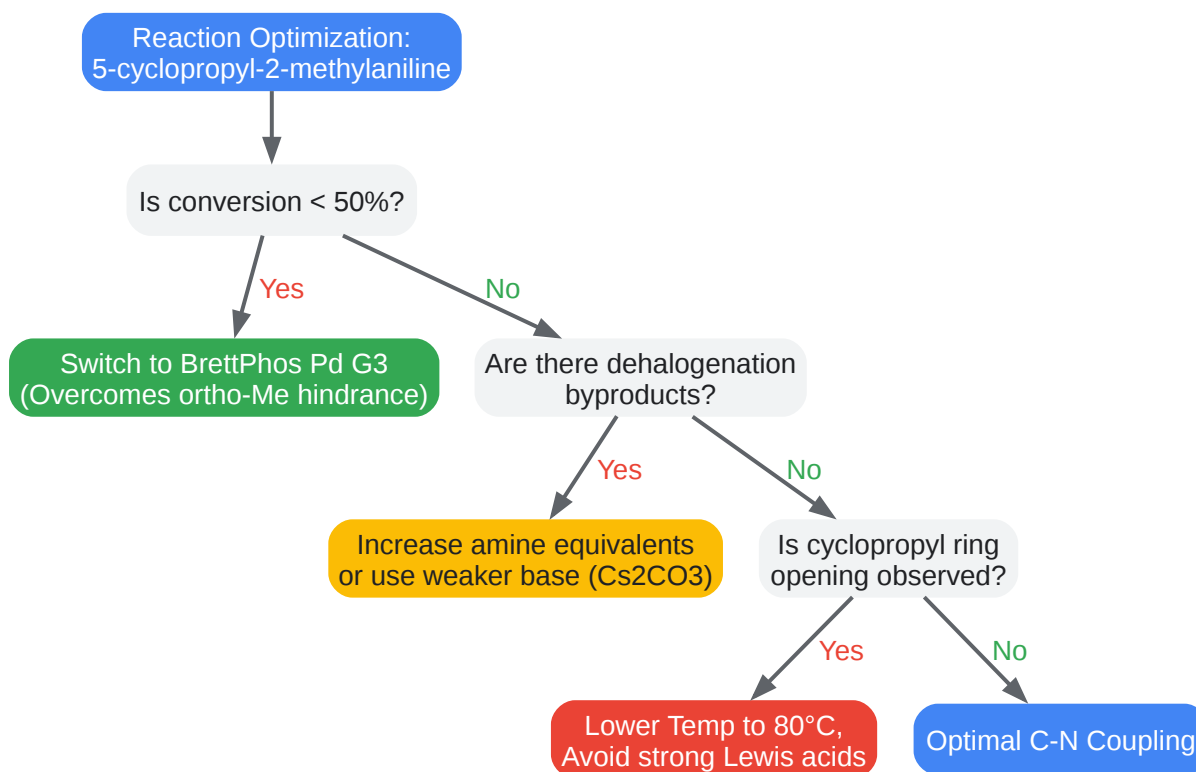 Reaction Optimization:
5-cyclopropyl-2-methylaniline
Is conversion < 50%?
Yes
No
Switch to BrettPhos Pd G3
(Overcomes ortho-Me hindrance)
Are there dehalogenation
byproducts?
Yes
No
Increase amine equivalents
or use weaker base (Cs2CO3)
Is cyclopropyl ring
opening observed?
Yes
No
Lower Temp to 80°C,
Avoid strong Lewis acids
Optimal C-N Coupling